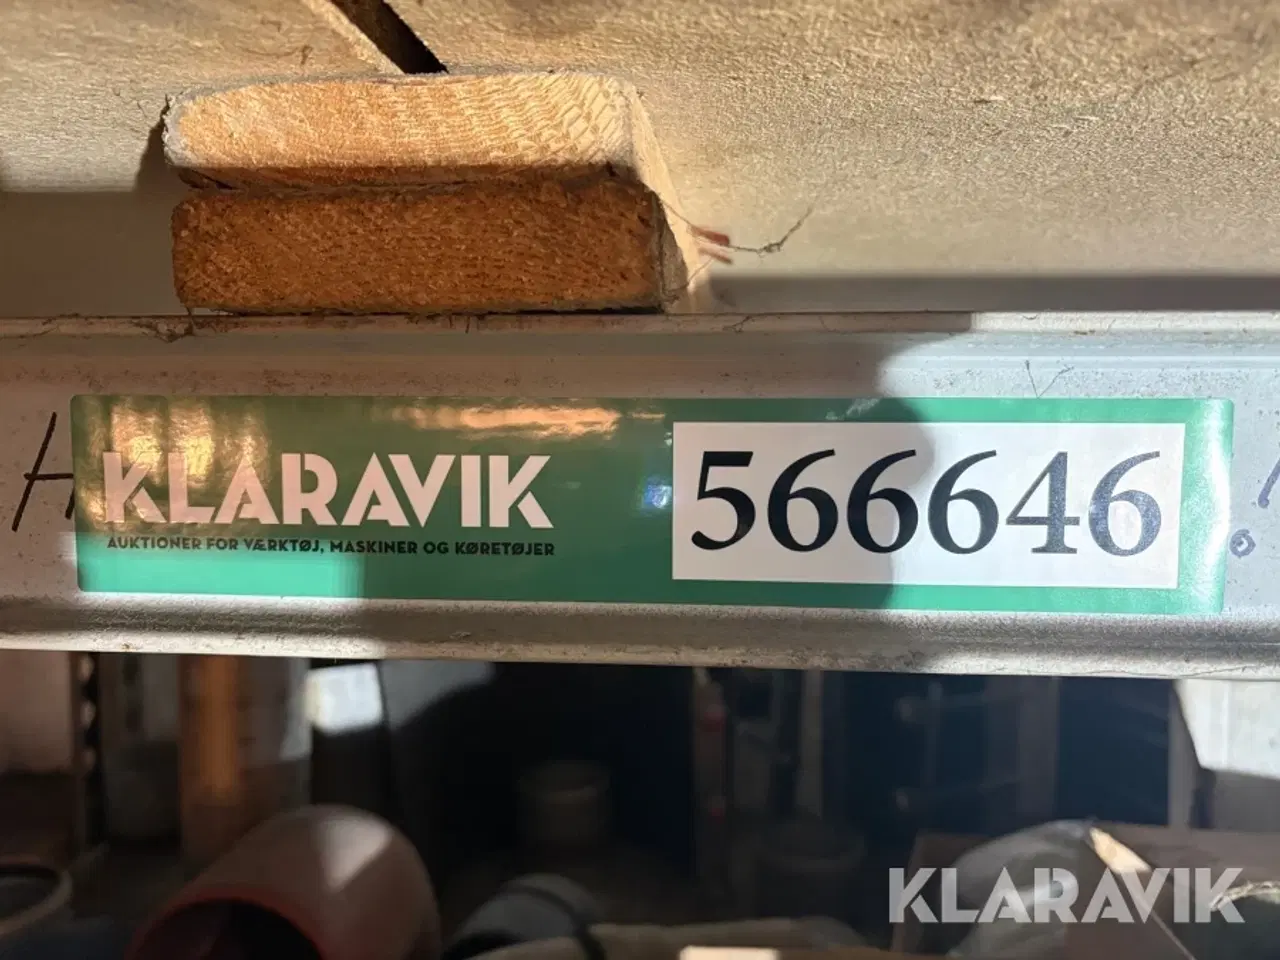 KLARAVIK
AUKTIONER FOR VÆRKTØJ, MASKINER OG KØRETØJER
566646
KLARAVIK